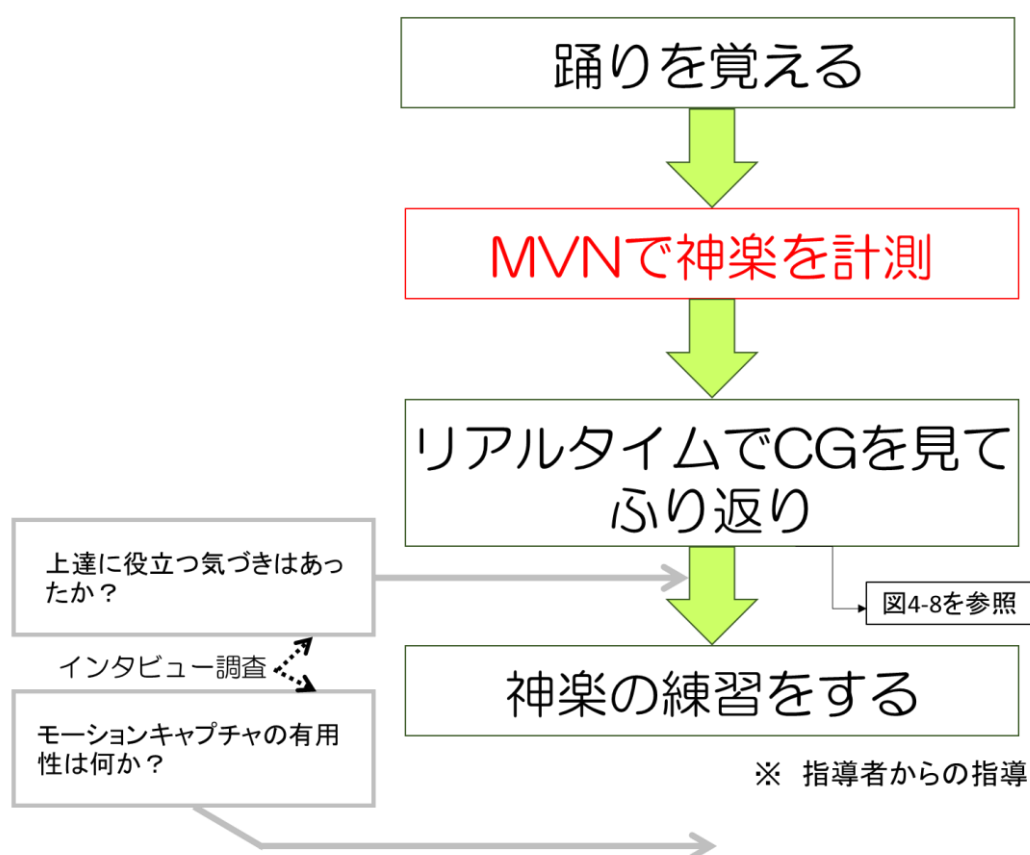 踊りを覚える
MVNで神楽を計測
リアルタイムでCGを見て
ふり返り
上達に役立つ気づきはあっ
たか？
図4-8を参照
インタビュー調査
神楽の練習をする
モーションキャプチャの有用
性は何か？
※ 指導者からの指導